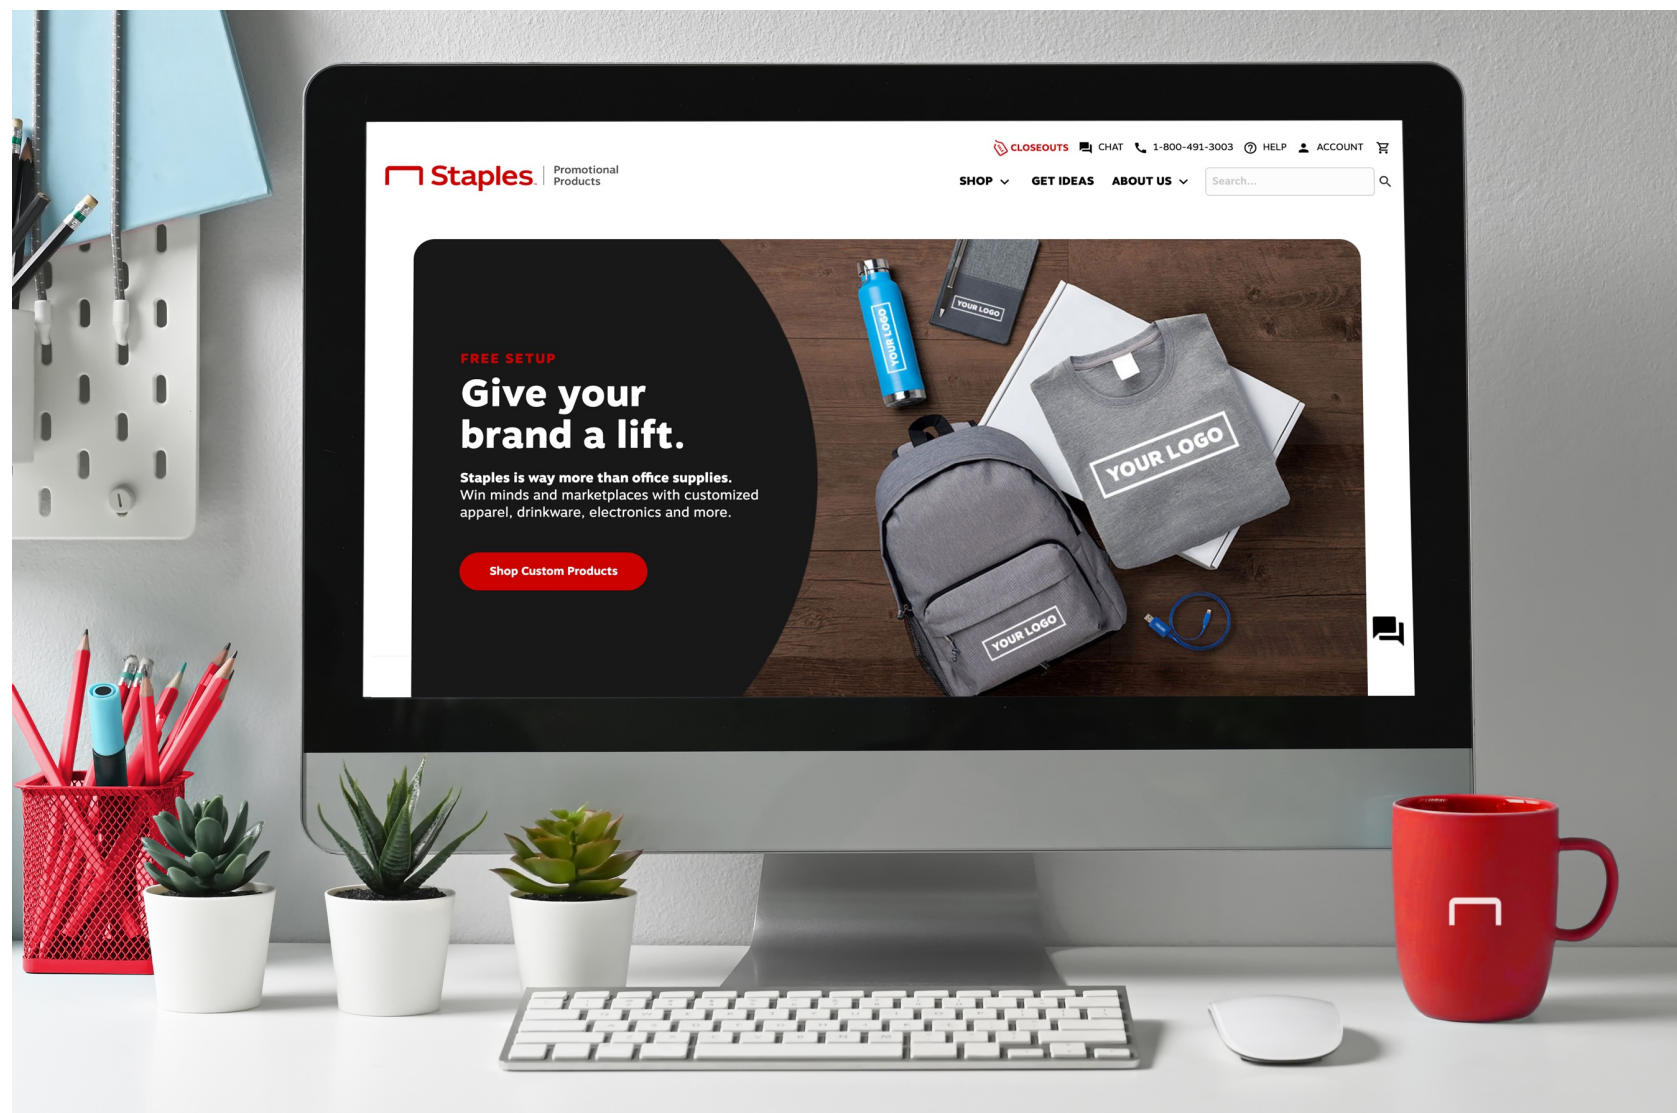 CLOSEOUTS CHAT 1-800-491-3003 HELP ACCOUNT
Staples Promotional
Products
SHOP GET IDEAS ABOUT US Search...
FREE SETUP
Give your
brand a lift.
Staples is way more than office supplies.
Win minds and marketplaces with customized
apparel, drinkware, electronics and more.
Shop Custom Products
YOUR LOGO
YOUR LOGO
YOUR LOGO
YOUR LOGO